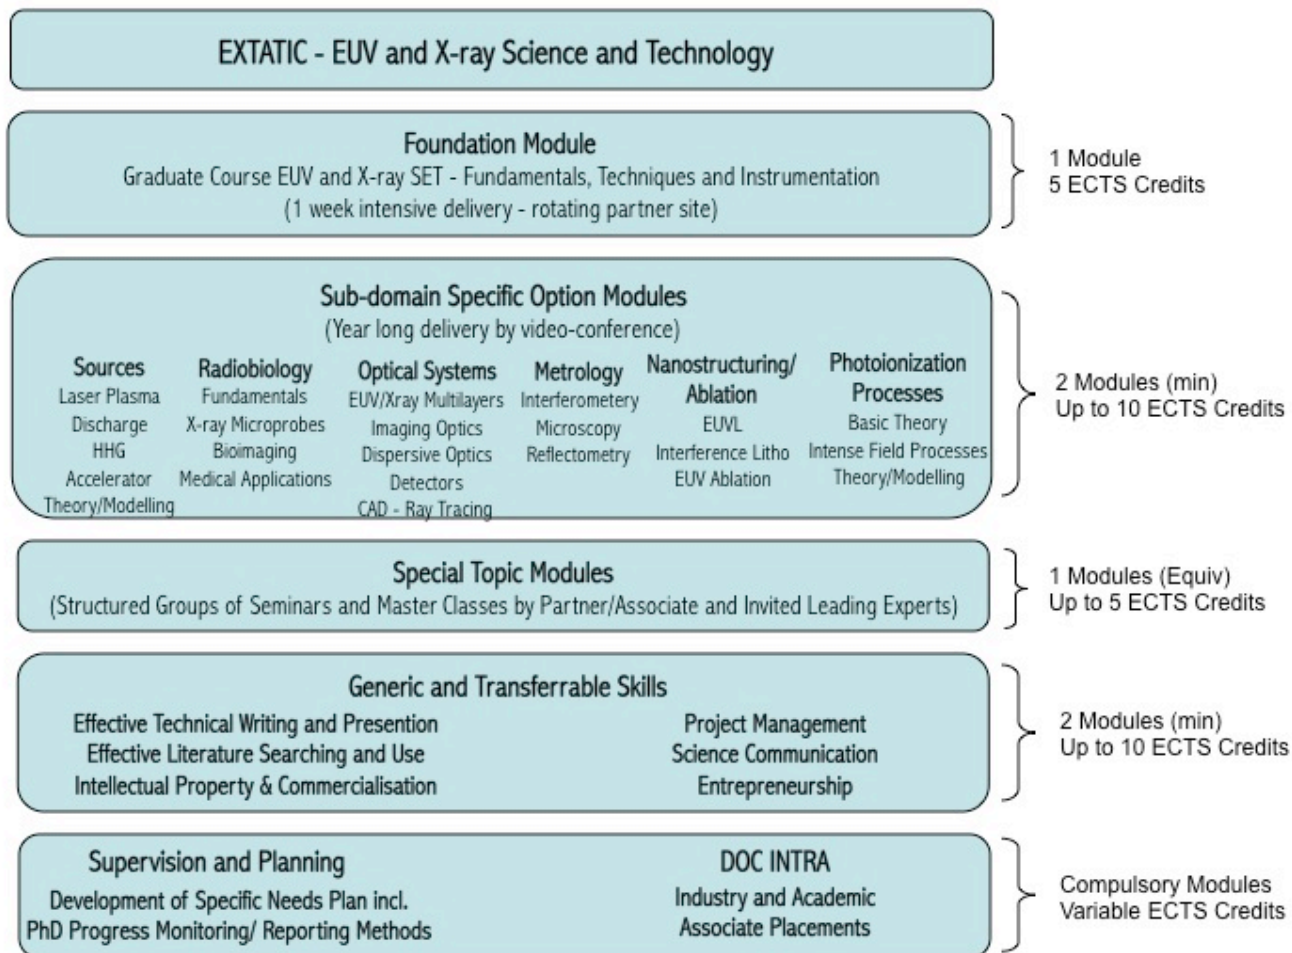 EXTATIC - EUV and X-ray Science and Technology
Foundation Module
Graduate Course EUV and X-ray SET - Fundamentals, Techniques and Instrumentation
(1 week intensive delivery - rotating partner site)
1 Module
5 ECTS Credits
Sub-domain Specific Option Modules
(Year long delivery by video-conference)
Sources
Laser Plasma
Discharge
HHG
Accelerator
Theory/Modelling
Radiobiology
Fundamentals
X-ray Microprobes
Bioimaging
Medical Applications
Optical Systems
EUV/Xray Multilayers
Imaging Optics
Dispersive Optics
Detectors
CAD - Ray Tracing
Metrology
Interferometery
Microscopy
Reflectometry
Nanostructuring/
Ablation
EUVL
Interference Litho
EUV Ablation
Photoionization
Processes
Basic Theory
Intense Field Processes
Theory/Modelling
2 Modules (min)
Up to 10 ECTS Credits
Special Topic Modules
(Structured Groups of Seminars and Master Classes by Partner/Associate and Invited Leading Experts)
1 Modules (Equiv)
Up to 5 ECTS Credits
Generic and Transferrable Skills
Effective Technical Writing and Presention
Effective Literature Searching and Use
Intellectual Property & Commercialisation
Project Management
Science Communication
Entrepreneurship
2 Modules (min)
Up to 10 ECTS Credits
Supervision and Planning
Development of Specific Needs Plan incl.
PhD Progress Monitoring/ Reporting Methods
DOC INTRA
Industry and Academic
Associate Placements
Compulsory Modules
Variable ECTS Credits